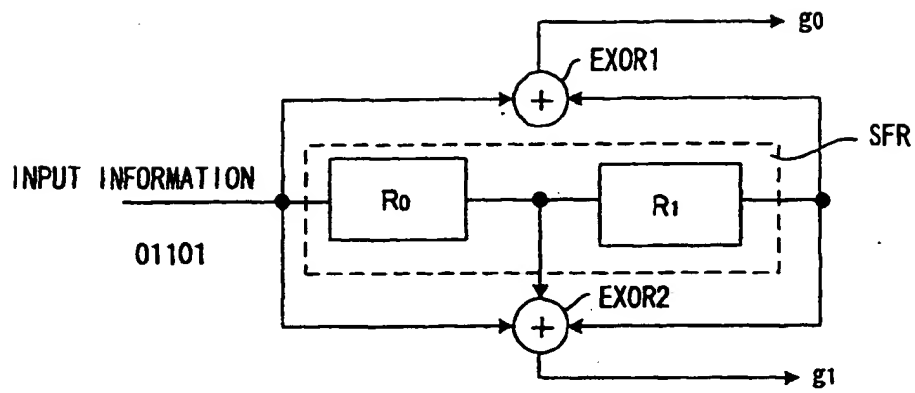 g0
EXOR1
SFR
INPUT INFORMATION
R0
R1
01101
EXOR2
g1